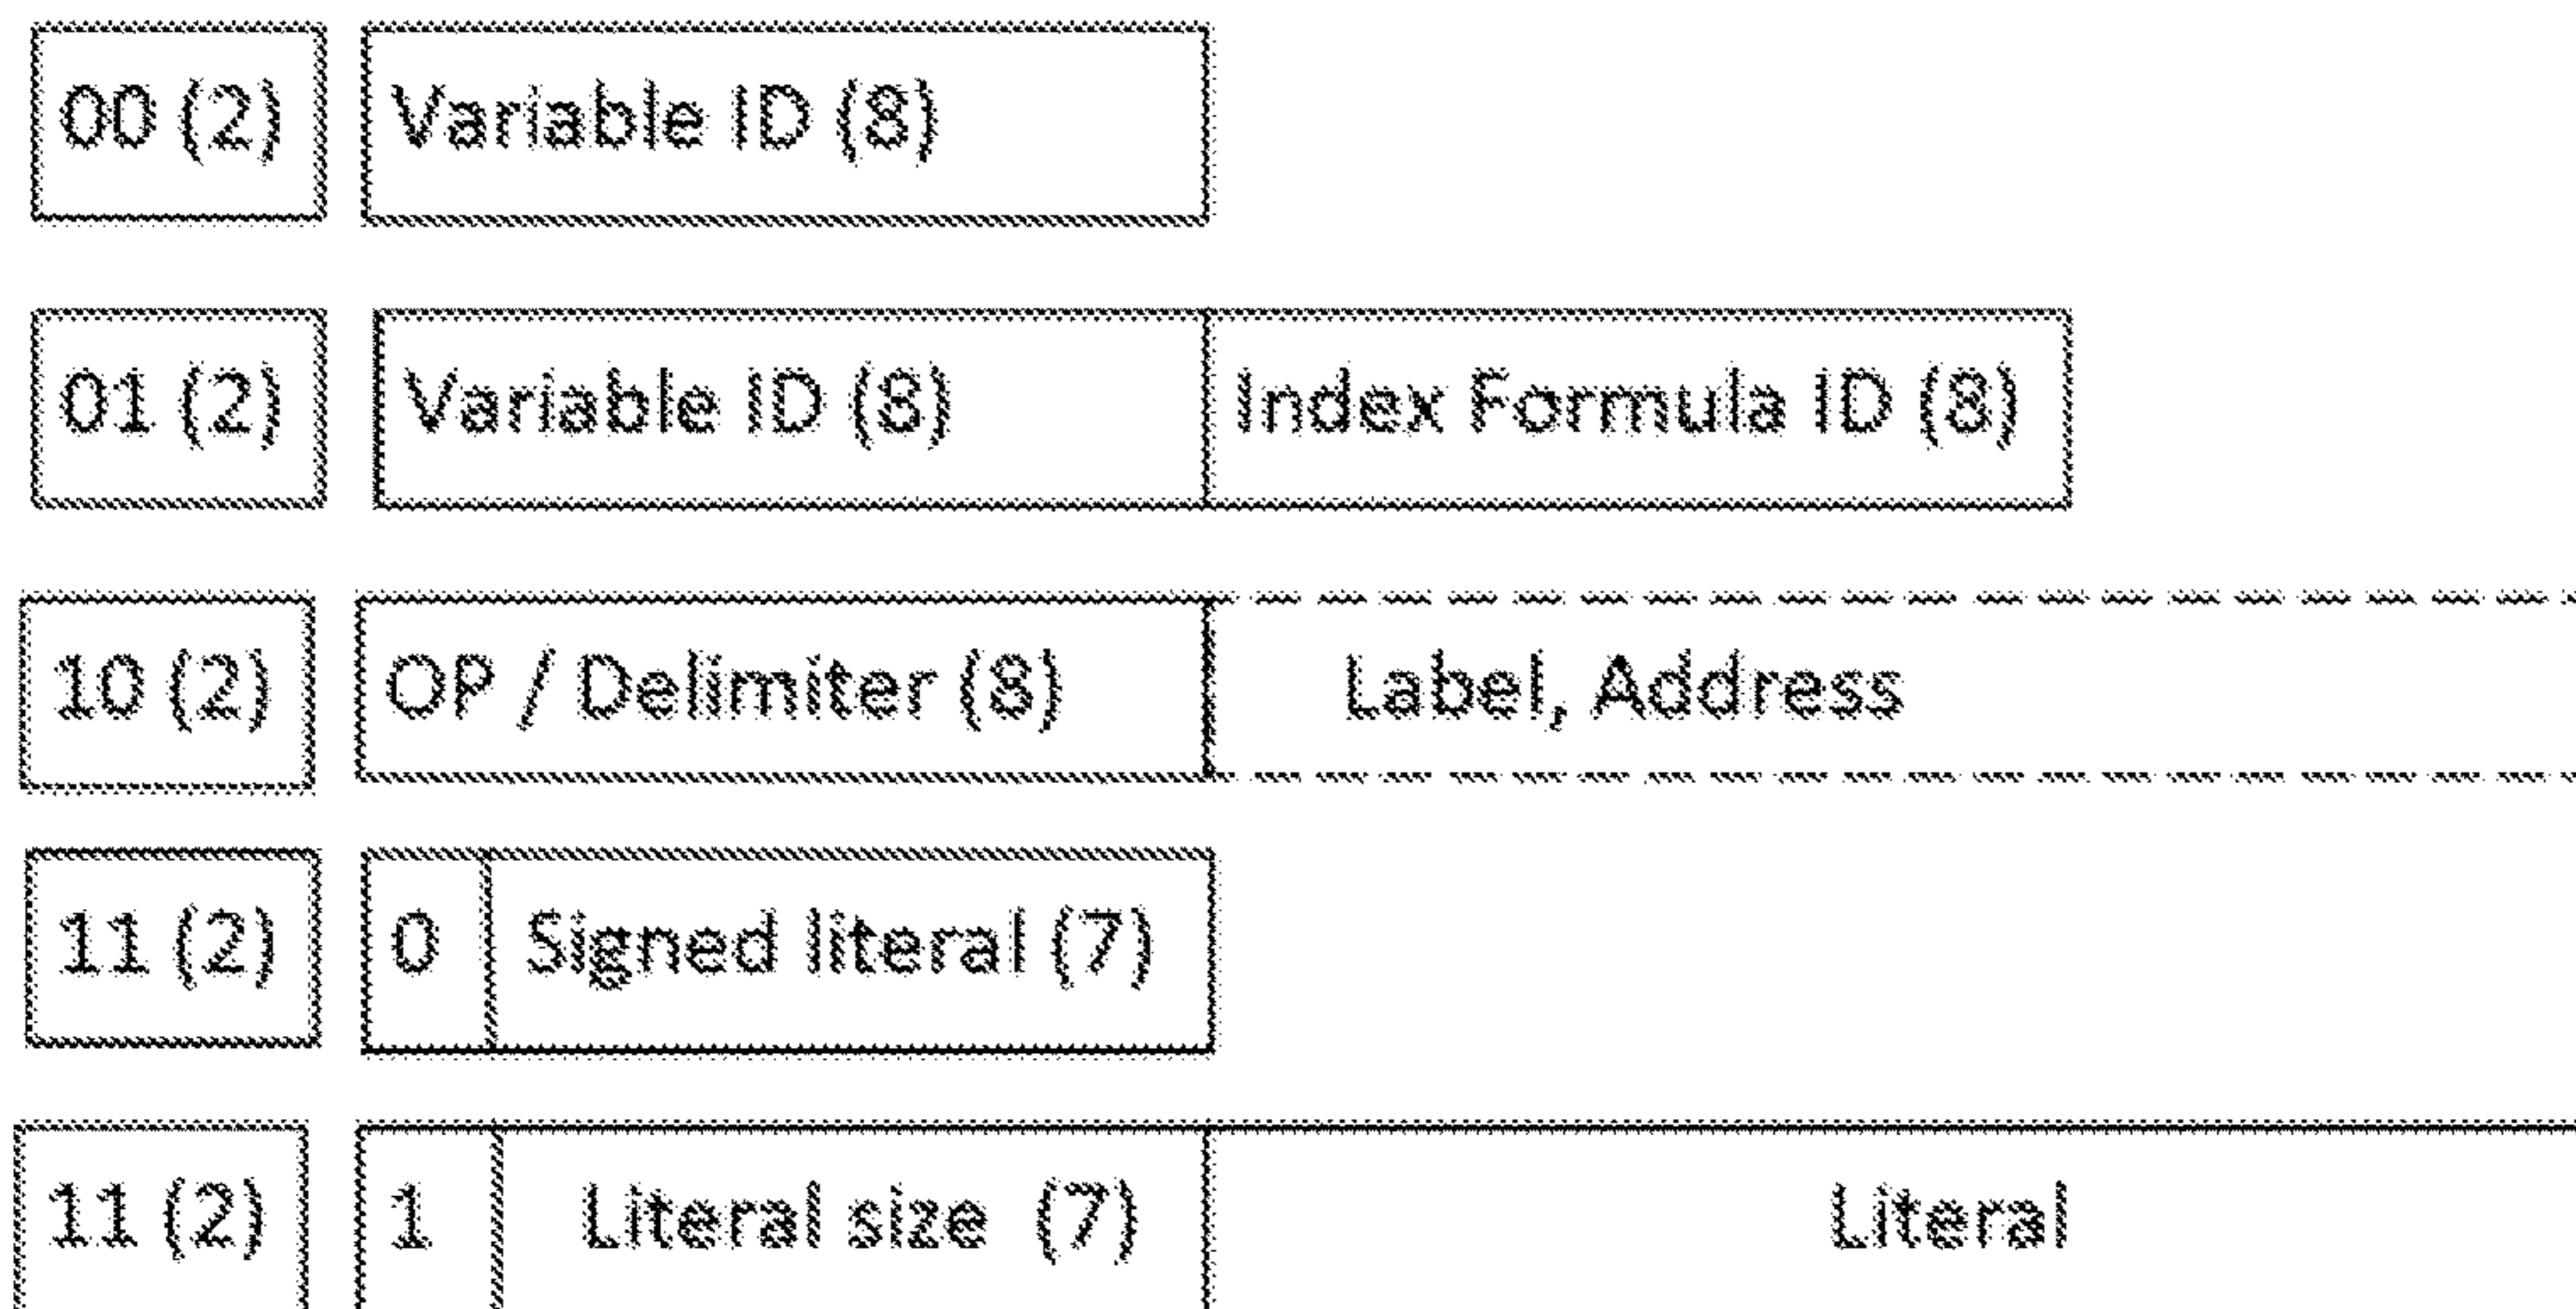 00 (2) Variable ID (8)
01 (2) Variable ID (8) Index Formula ID (8)
10 (2) OP / Delimiter (8) Label, Address
11 (2) 0 Signed literal (7)
11 (2) 1 Literal size (7) Literal